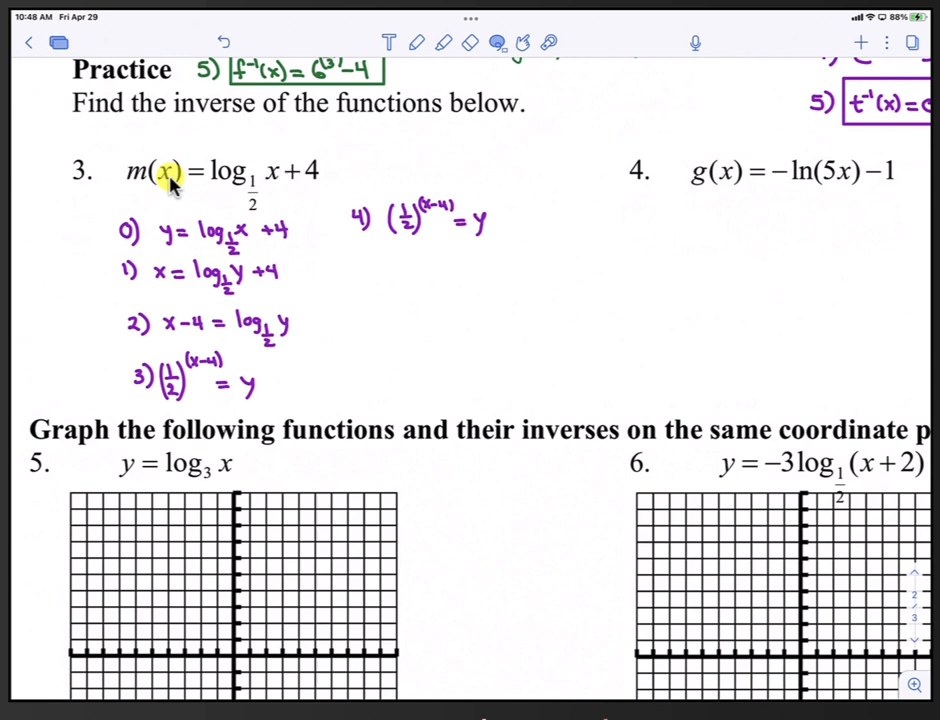 10:48 AM Fri Apr 29
88%
Practice 5) f⁻¹(x) = 6^(x/3) - 4
5) t⁻¹(x) =
Find the inverse of the functions below.
3. m(x) = log_{1/2} x + 4
0) y = log_{1/2} x + 4
1) x = log_{1/2} y + 4
2) x - 4 = log_{1/2} y
3) (1/2)^(x-4) = y
4) (1/2)^(x-4) = y
4. g(x) = -ln(5x) - 1
Graph the following functions and their inverses on the same coordinate p
5. y = log₃ x
6. y = -3log_{1/2} (x + 2)
2
3